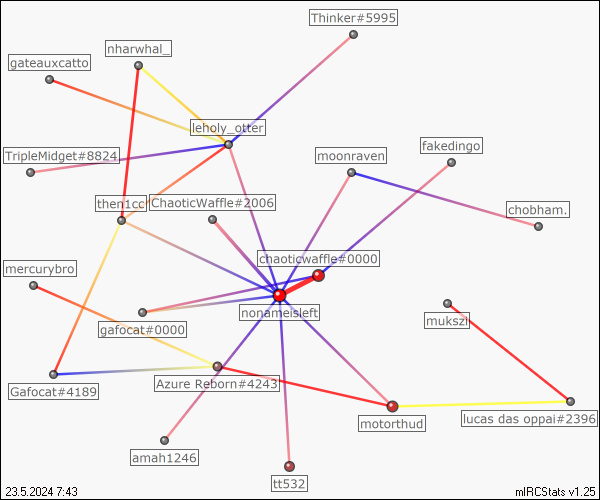 Thinker#5995
nharwhal_
gateauxcatto
leholy_otter
fakedingo
TripleMidget#8824
moonraven
then1cc
ChaoticWaffle#2006
chobham.
chaoticwaffle#0000
mercurybro
nonameisleft
mukszi
gafocat#0000
Azure Reborn#4243
Gafocat#4189
motorthud
lucas das oppai#2396
amah1246
tt532
23.5.2024 7:43
mIRCStats v1.25